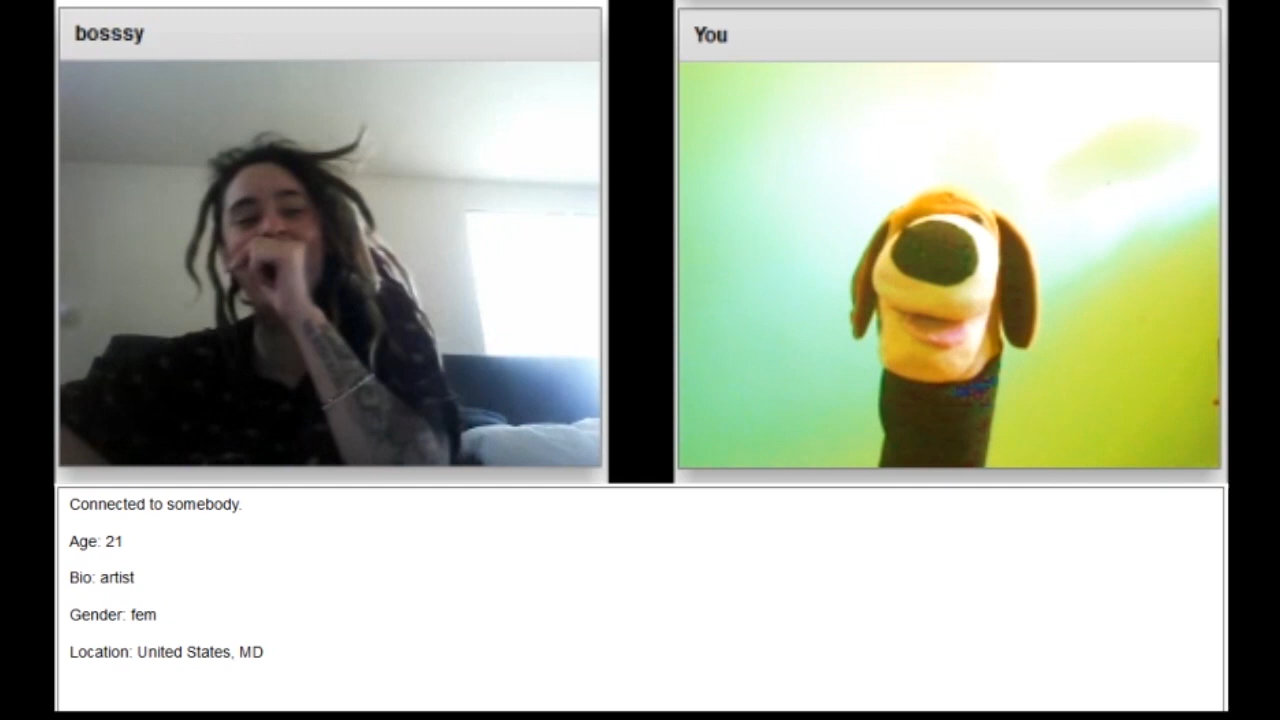 bosssy
You
Connected to somebody.
Age: 21
Bio: artist
Gender: fem
Location: United States, MD